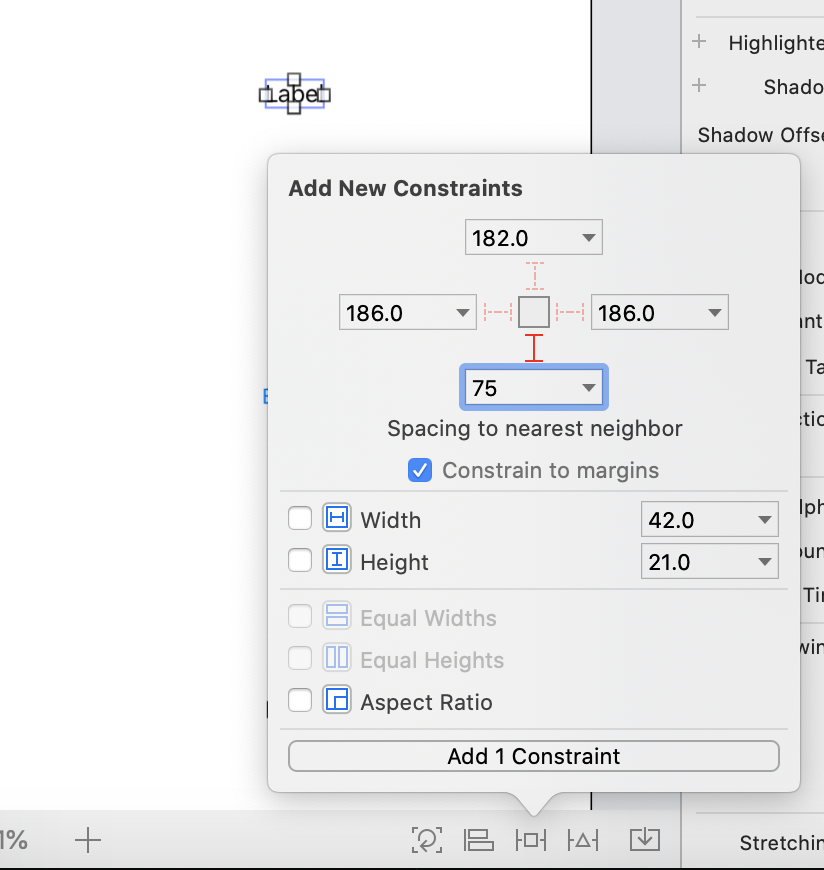 Label
Add New Constraints
182.0
186.0
186.0
75
Spacing to nearest neighbor
Constrain to margins
Width
42.0
Height
21.0
Equal Widths
Equal Heights
Aspect Ratio
Add 1 Constraint
1%
Highlighte
Shado
Shadow Offse
Ta
Stretchin